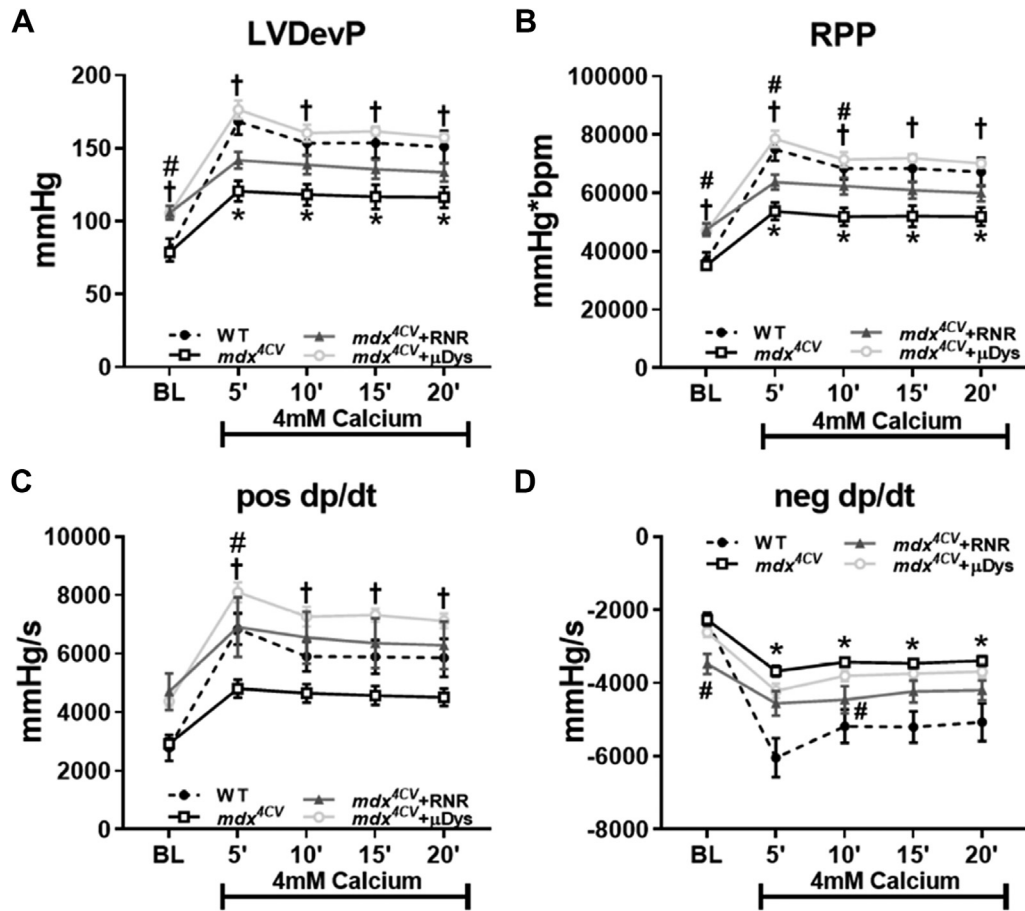 A
LVDevP
mmHg
200
150
100
50
0
#
†
†
†
†
†
*
*
*
*
WT
mdx4CV
mdx4CV+RNR
mdx4CV+µDys
BL 5' 10' 15' 20'
4mM Calcium
B
RPP
mmHg*bpm
100000
80000
60000
40000
20000
0
#
†
#
†
#
†
†
†
*
*
*
*
WT
mdx4CV
mdx4CV+RNR
mdx4CV+µDys
BL 5' 10' 15' 20'
4mM Calcium
C
pos dp/dt
mmHg/s
10000
8000
6000
4000
2000
0
#
†
†
†
†
WT
mdx4CV
mdx4CV+RNR
mdx4CV+µDys
BL 5' 10' 15' 20'
4mM Calcium
D
neg dp/dt
mmHg/s
0
-2000
-4000
-6000
-8000
WT
mdx4CV
mdx4CV+RNR
mdx4CV+µDys
*
*
*
*
#
#
BL 5' 10' 15' 20'
4mM Calcium